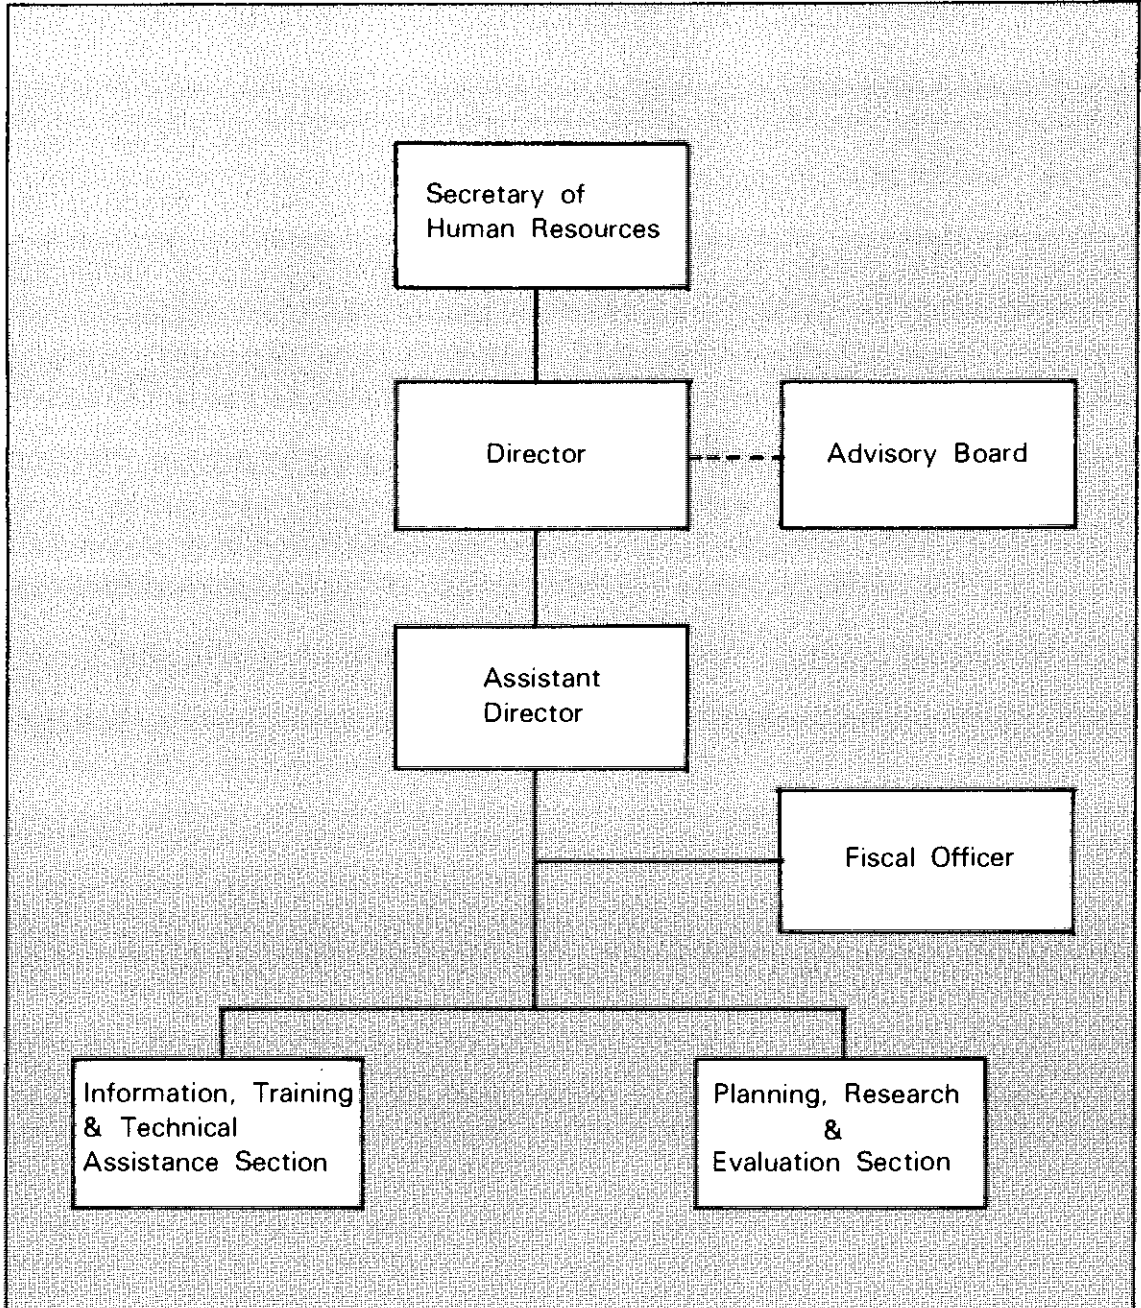 Secretary of
Human Resources
Director
Advisory Board
Assistant
Director
Fiscal Officer
Information, Training
& Technical
Assistance Section
Planning, Research
&
Evaluation Section